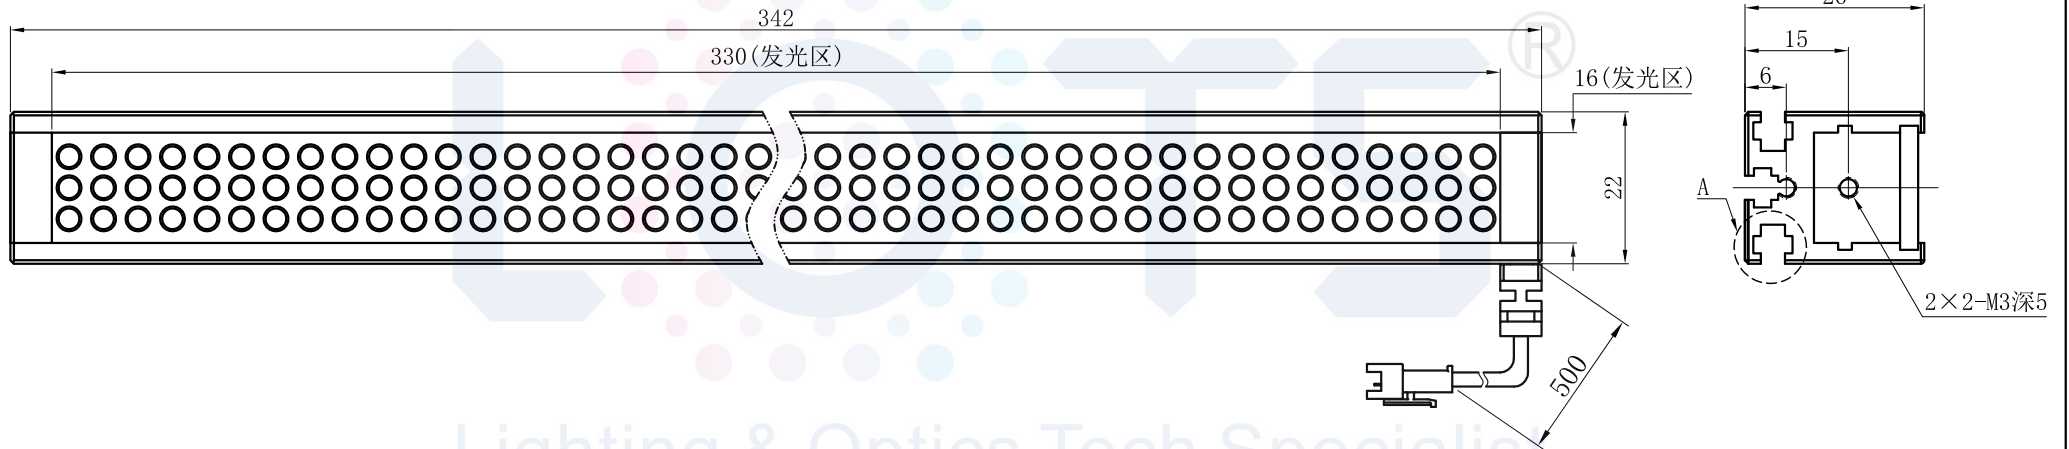 342
330(发光区)
16(发光区)
22
500
15
6
A
2×2-M3深5
LOTS®
Lighting & Optics Tech Specialist